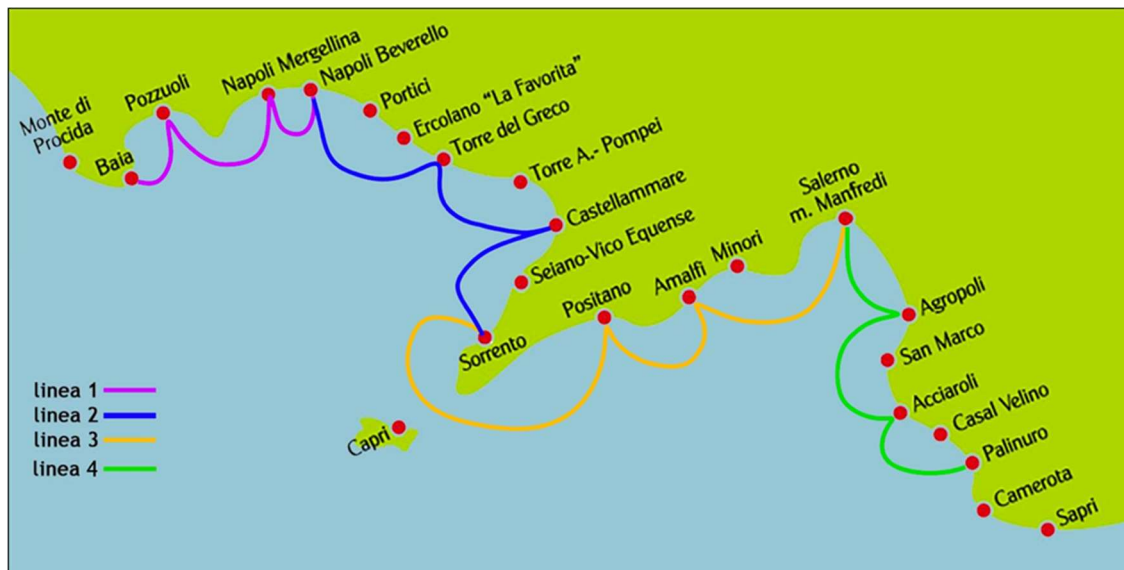 Monte di
Procida
Baia
Pozzuoli
Napoli Mergellina
Napoli Beverello
Portici
Ercolano "La Favorita"
Torre del Greco
Torre A.- Pompei
Castellammare
Seiano-Vico Equense
Sorrento
Capri
Positano
Amalfi
Minori
Salerno
m. Manfredi
Agropoli
San Marco
Acciaroli
Casal Velino
Palinuro
Camerota
Sapri
linea 1
linea 2
linea 3
linea 4